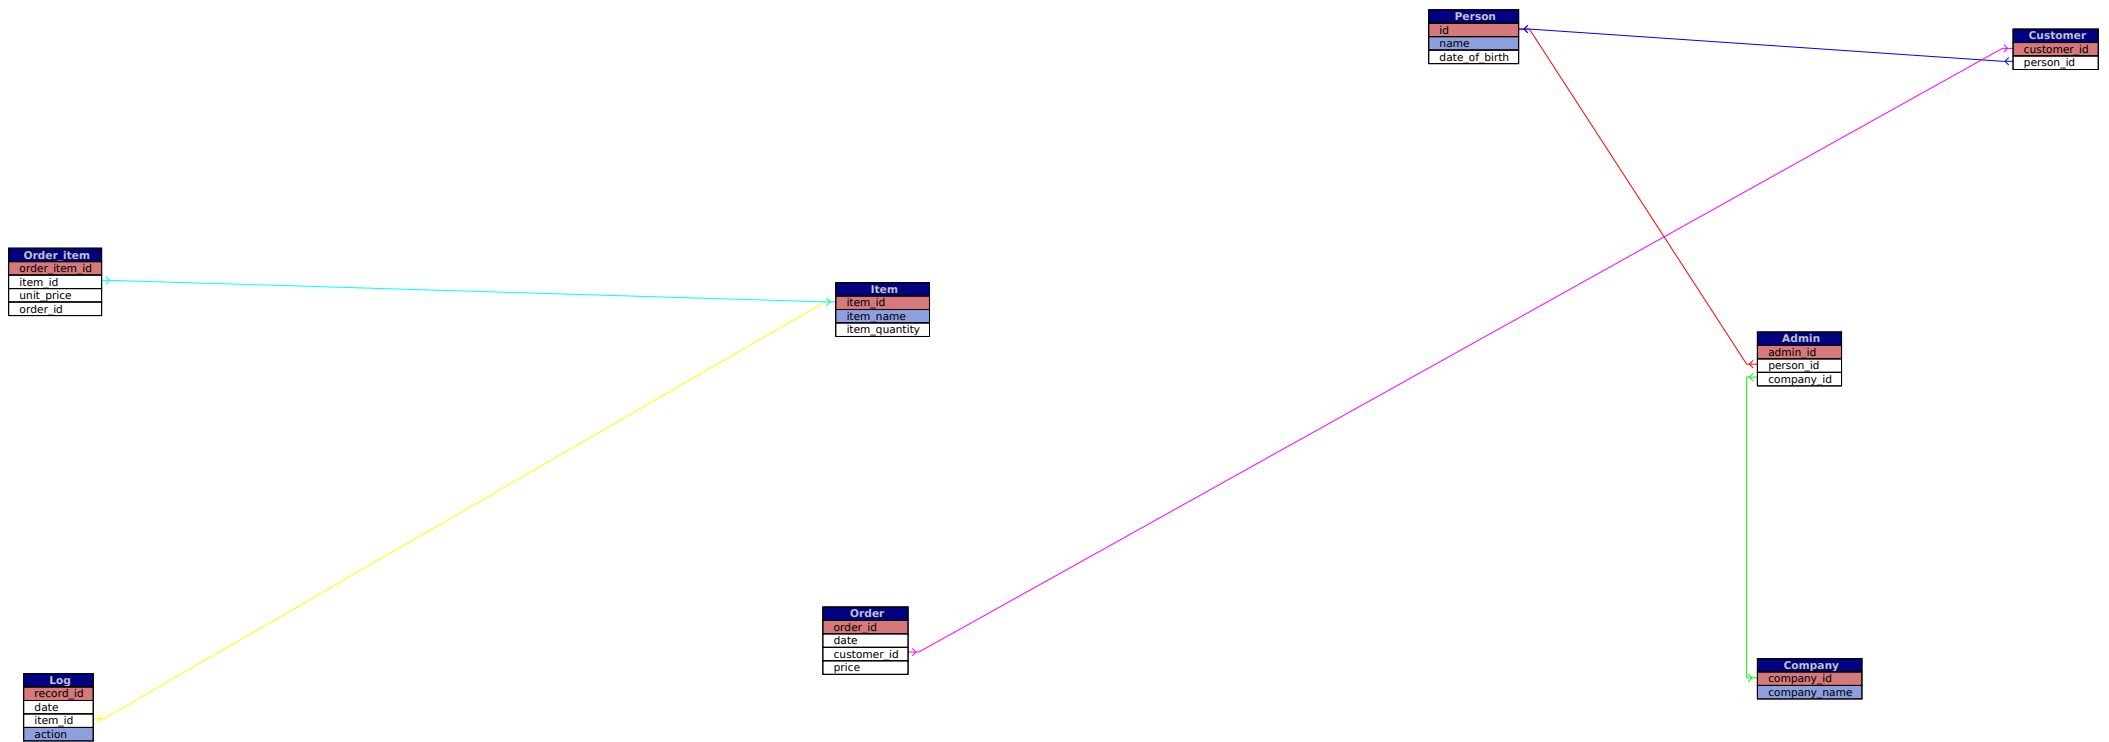 Person
id
name
date_of_birth
Customer
customer_id
person_id
Order_item
order_item_id
item_id
unit_price
order_id
Item
item_id
item_name
item_quantity
Admin
admin_id
person_id
company_id
Order
order_id
date
customer_id
price
Company
company_id
company_name
Log
record_id
date
item_id
action